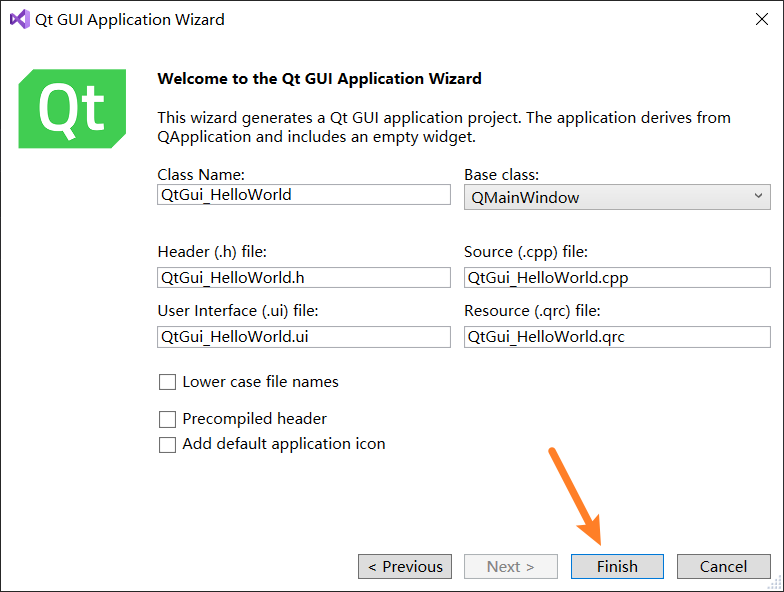 Qt GUI Application Wizard
Qt
Welcome to the Qt GUI Application Wizard
This wizard generates a Qt GUI application project. The application derives from
QApplication and includes an empty widget.
Class Name:
Base class:
QtGui_HelloWorld
QMainWindow
Header (.h) file:
Source (.cpp) file:
QtGui_HelloWorld.h
QtGui_HelloWorld.cpp
User Interface (.ui) file:
Resource (.qrc) file:
QtGui_HelloWorld.ui
QtGui_HelloWorld.qrc
Lower case file names
Precompiled header
Add default application icon
< Previous
Next >
Finish
Cancel